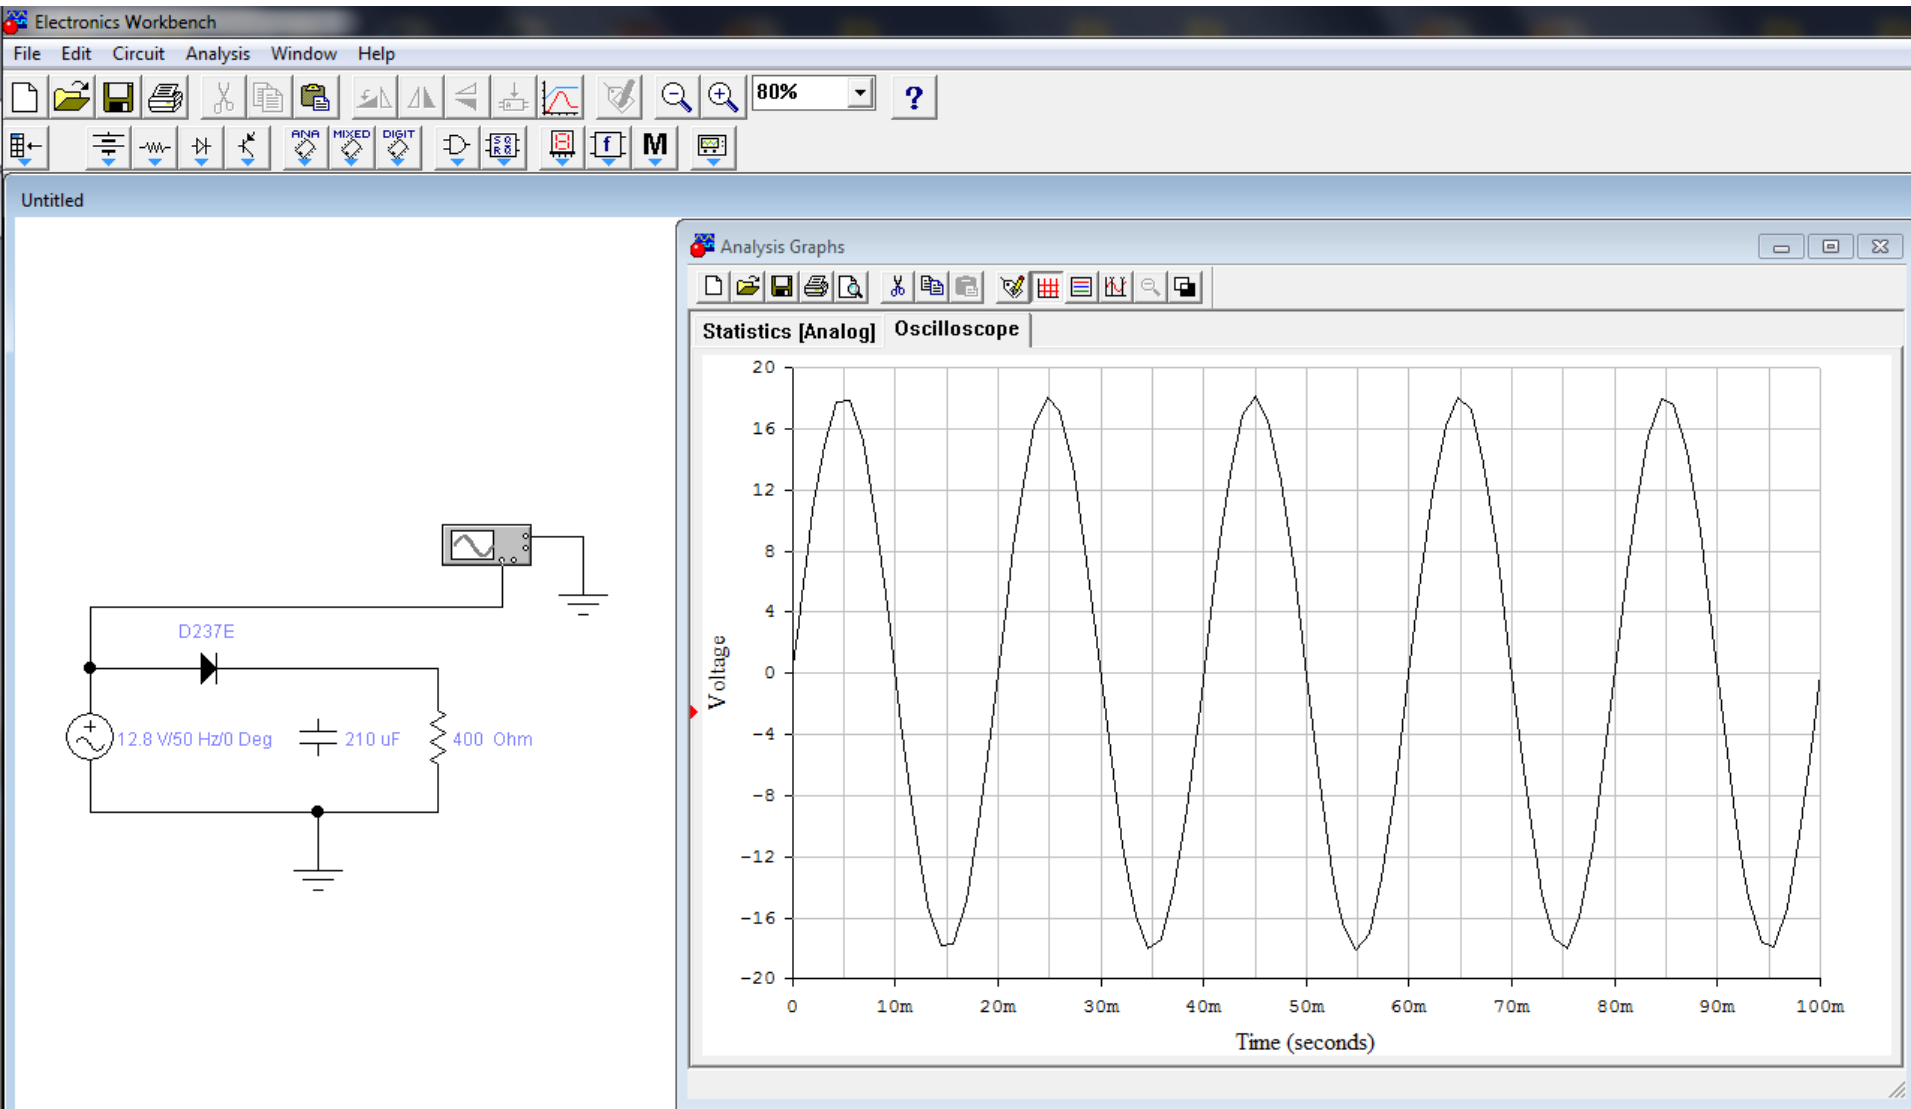 Electronics Workbench
File Edit Circuit Analysis Window Help
80%
?
ANA MIXED DIGIT
f M
Untitled
Analysis Graphs
Statistics [Analog] Oscilloscope
20
16
12
8
4
0
-4
-8
-12
-16
-20
Voltage
0 10m 20m 30m 40m 50m 60m 70m 80m 90m 100m
Time (seconds)
D237E
12.8 V/50 Hz/0 Deg
210 uF
400 Ohm